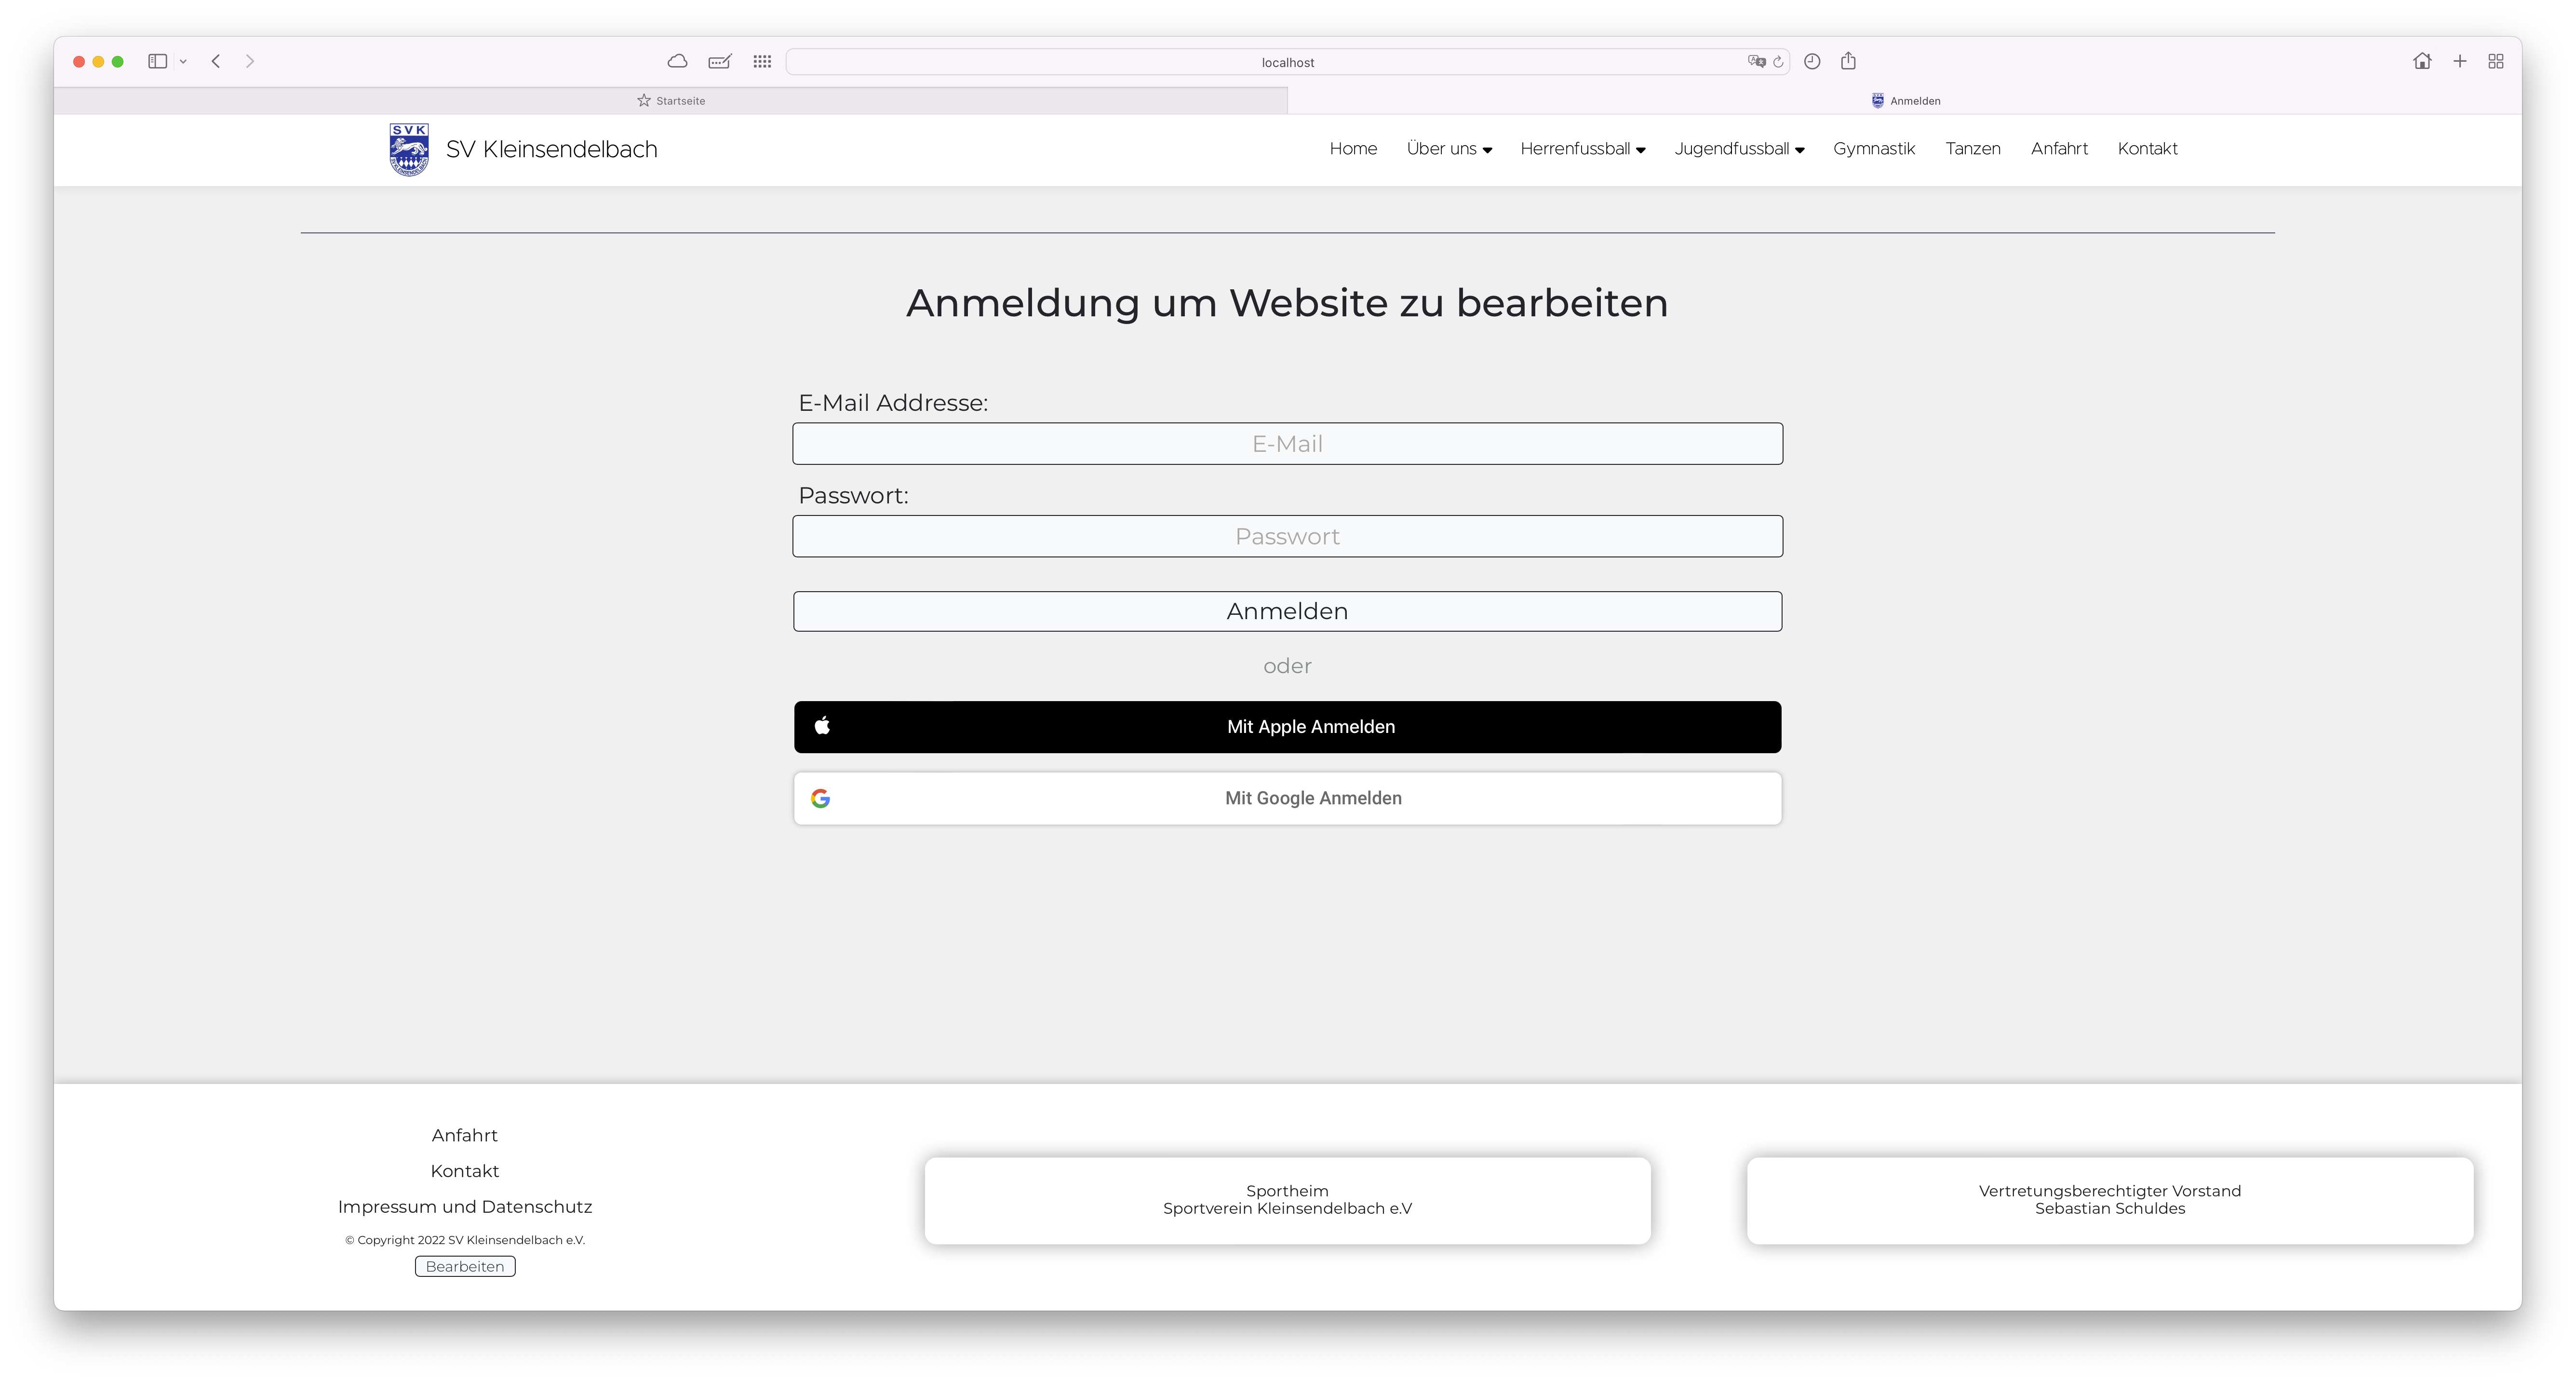 localhost
Startseite
Anmelden
SVK
SV Kleinsendelbach
Home Über uns Herrenfussball Jugendfussball Gymnastik Tanzen Anfahrt Kontakt
Anmeldung um Website zu bearbeiten
E-Mail Addresse:
E-Mail
Passwort:
Passwort
Anmelden
oder
Mit Apple Anmelden
Mit Google Anmelden
Anfahrt
Kontakt
Impressum und Datenschutz
© Copyright 2022 SV Kleinsendelbach e.V.
Bearbeiten
Sportheim
Sportverein Kleinsendelbach e.V
Vertretungsberechtigter Vorstand
Sebastian Schuldes